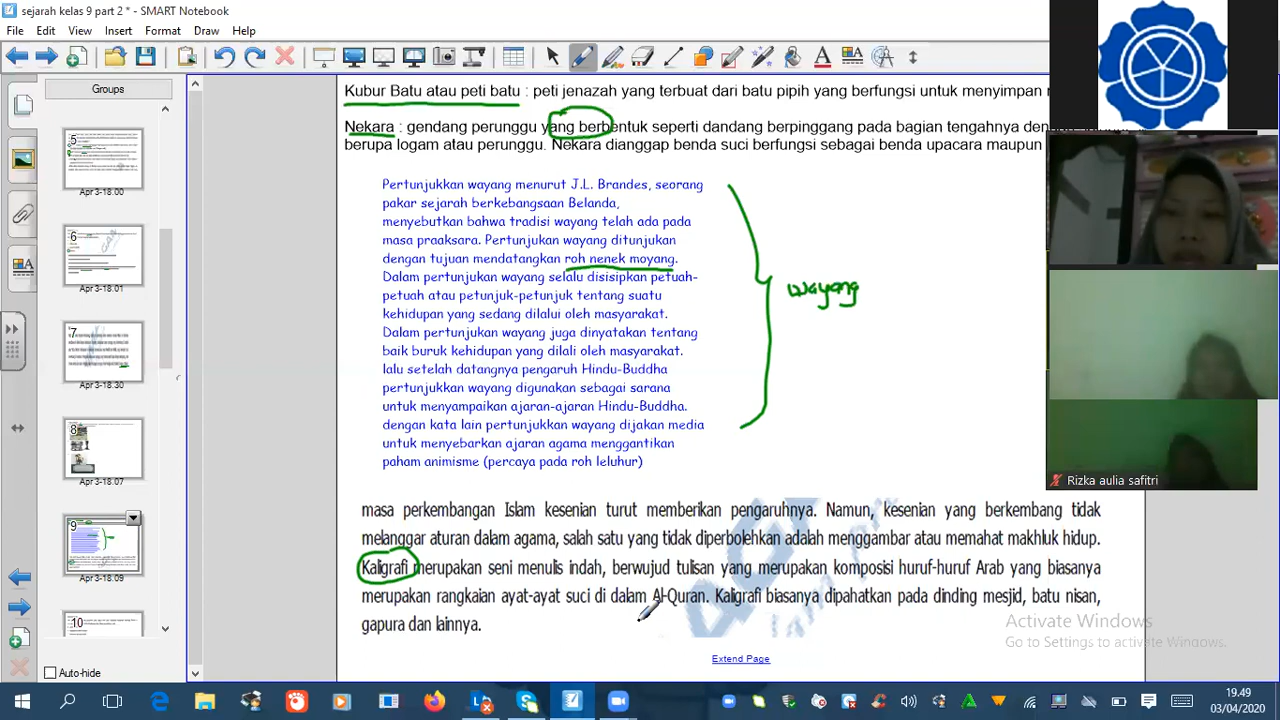 sejarah kelas 9 part 2 * - SMART Notebook
File Edit View Insert Format Draw Help
Groups
5
Apr 3-18.00
6
Apr 3-18.01
7
Apr 3-18.30
8
Apr 3-18.07
9
Apr 3-18.09
10
Auto-hide
Kubur Batu atau peti batu : peti jenazah yang terbuat dari batu pipih yang berfungsi untuk menyimpan
Nekara : gendang perunggu yang berbentuk seperti dandang berpinggang pada bagian tengahnya
berupa logam atau perunggu. Nekara dianggap benda suci berfungsi sebagai benda upacara maupun
Pertunjukkan wayang menurut J.L. Brandes, seorang
pakar sejarah berkebangsaan Belanda,
menyebutkan bahwa tradisi wayang telah ada pada
masa praaksara. Pertunjukan wayang ditunjukan
dengan tujuan mendatangkan roh nenek moyang.
Dalam pertunjukan wayang selalu disisipkan petuah-
petuah atau petunjuk-petunjuk tentang suatu
kehidupan yang sedang dilalui oleh masyarakat.
Dalam pertunjukan wayang juga dinyatakan tentang
baik buruk kehidupan yang dilali oleh masyarakat.
lalu setelah datangnya pengaruh Hindu-Buddha
pertunjukkan wayang digunakan sebagai sarana
untuk menyampaikan ajaran-ajaran Hindu-Buddha.
dengan kata lain pertunjukkan wayang dijakan media
untuk menyebarkan ajaran agama menggantikan
paham animisme (percaya pada roh leluhur)
wayang
masa perkembangan Islam kesenian turut memberikan pengaruhnya. Namun, kesenian yang berkembang tidak
melanggar aturan dalam agama, salah satu yang tidak diperbolehkan adalah menggambar atau memahat makhluk hidup.
Kaligrafi merupakan seni menulis indah, berwujud tulisan yang merupakan komposisi huruf-huruf Arab yang biasanya
merupakan rangkaian ayat-ayat suci di dalam Al-Quran. Kaligrafi biasanya dipahatkan pada dinding mesjid, batu nisan,
gapura dan lainnya.
Extend Page
Rizka aulia safitri
Activate Windows
Go to Settings to activate Windows.
19.49
03/04/2020